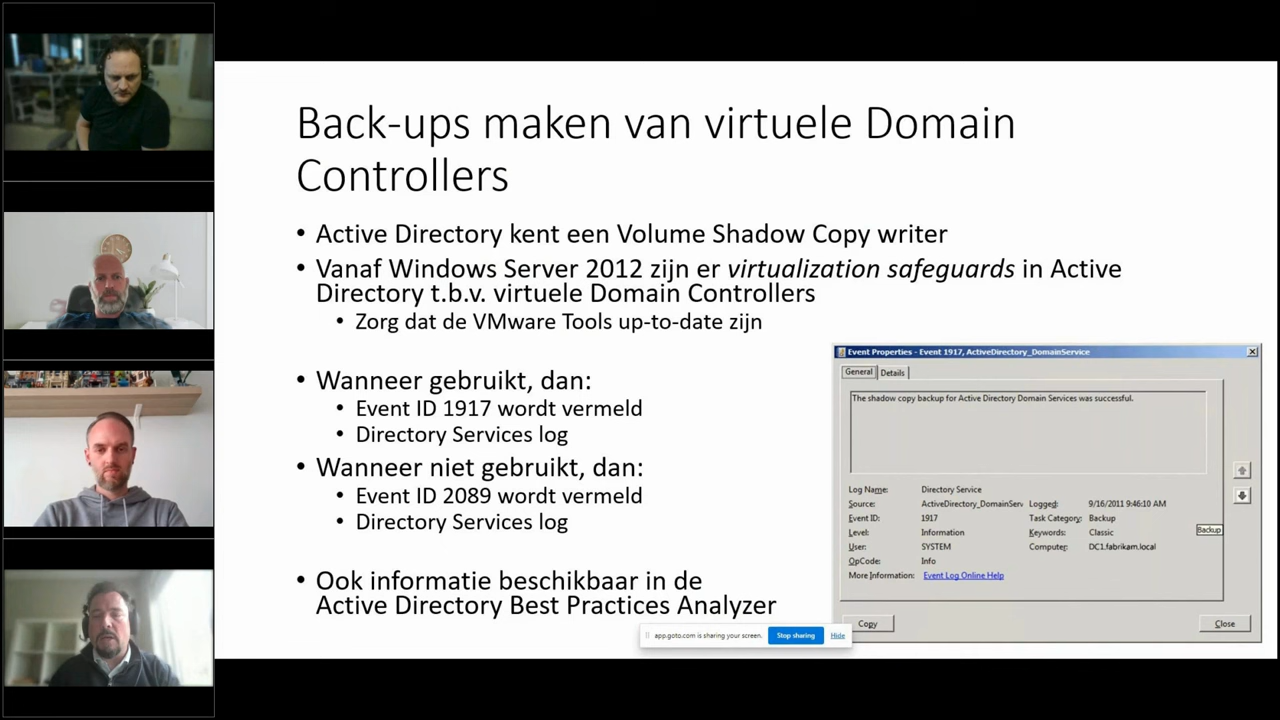 Back-ups maken van virtuele Domain
Controllers
• Active Directory kent een Volume Shadow Copy writer
• Vanaf Windows Server 2012 zijn er virtualization safeguards in Active
Directory t.b.v. virtuele Domain Controllers
• Zorg dat de VMware Tools up-to-date zijn
• Wanneer gebruikt, dan:
• Event ID 1917 wordt vermeld
• Directory Services log
• Wanneer niet gebruikt, dan:
• Event ID 2089 wordt vermeld
• Directory Services log
• Ook informatie beschikbaar in de
Active Directory Best Practices Analyzer
Event Properties - Event 1917, ActiveDirectory_DomainService
General Details
The shadow copy backup for Active Directory Domain Services was successful.
Log Name: Directory Service
Source: ActiveDirectory_DomainServ Logged: 9/16/2011 9:46:10 AM
Event ID: 1917 Task Category: Backup
Level: Information Keywords: Classic
User: SYSTEM Computer: DC1.fabrikam.local
OpCode: Info
More Information: Event Log Online Help
Backup
Copy Close
app.goto.com is sharing your screen. Stop sharing Hide